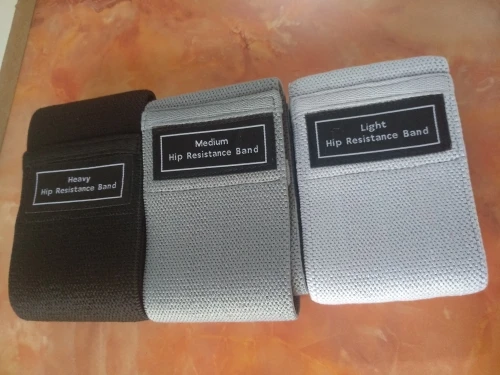 Heavy
Hip Resistance Band
Medium
Hip Resistance Band
Light
Hip Resistance Band